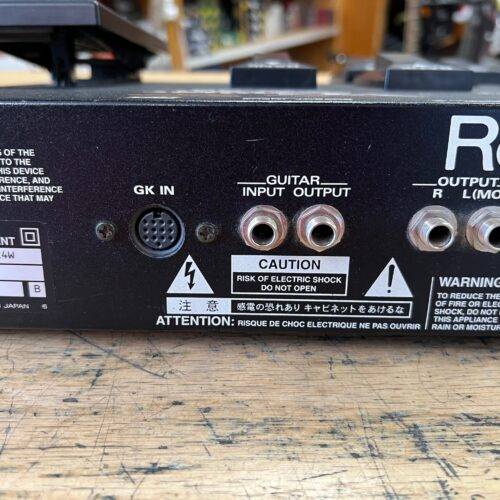 S OF THE
TO THE
HIS DEVICE
RENCE, AND
INTERFERENCE
CE THAT MAY
GK IN
GUITAR
INPUT OUTPUT
OUTPUT
R L(MO
4W
B
JAPAN
CAUTION
RISK OF ELECTRIC SHOCK
DO NOT OPEN
注 意 感電の恐れあり キャビネットをあけるな
ATTENTION: RISQUE DE CHOC ELECTRIQUE NE PAS OUVRIR
WARNING
TO REDUCE THE
OF FIRE OR ELE
SHOCK, DO NOT
THIS APPLIANCE
RAIN OR MOISTUR